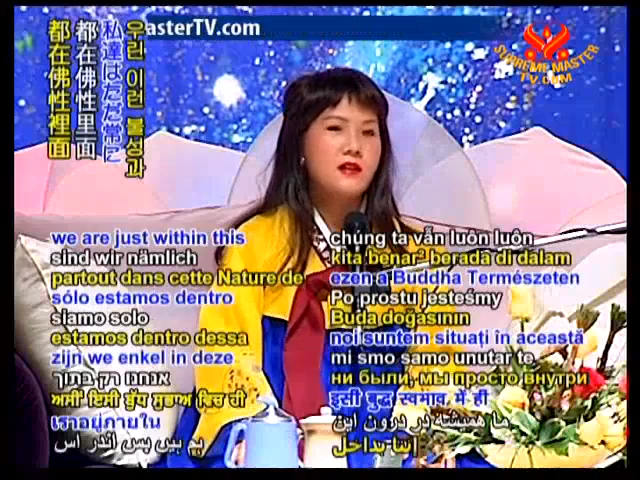 asterTV.com
SUPREME MASTER
TV.COM
都在佛性裡面
都在佛性里面
私達はただ常に
우린 이런 불성과
we are just within this
sind wir nämlich
partout dans cette Nature de
sólo estamos dentro
siamo solo
estamos dentro dessa
zijn we enkel in deze
אנחנו רק בתוך
ਅਸੀਂ ਇਸੀ ਬੁੱਧ ਸੁਭਾਅ ਵਿਚ ਹੀ
เราอยู่ภายใน
ہم ہیں بس اندر اس
chúng ta vẫn luôn luôn
kita benar² berada di dalam
ezen a Buddha Természeten
Po prostu jesteśmy
Buda doğasının
noi suntem situați în această
mi smo samo unutar te
ни были, мы просто внутри
इसी बुद्ध स्वभाव में हीं
ما همیشه در درون این
إننا بداخل